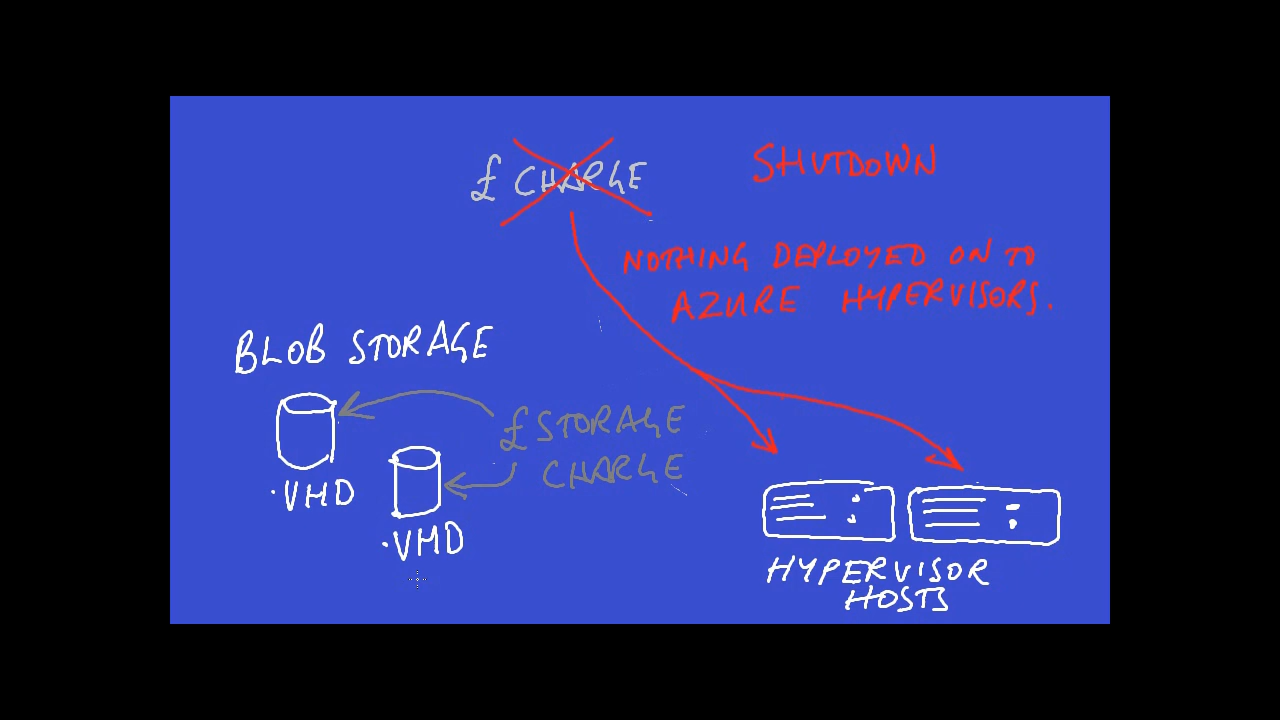 £ CHARGE
SHUTDOWN
NOTHING DEPLOYED ON TO
AZURE HYPERVISORS.
BLOB STORAGE
£ STORAGE
CHARGE
.VHD
.VHD
HYPERVISOR
HOSTS